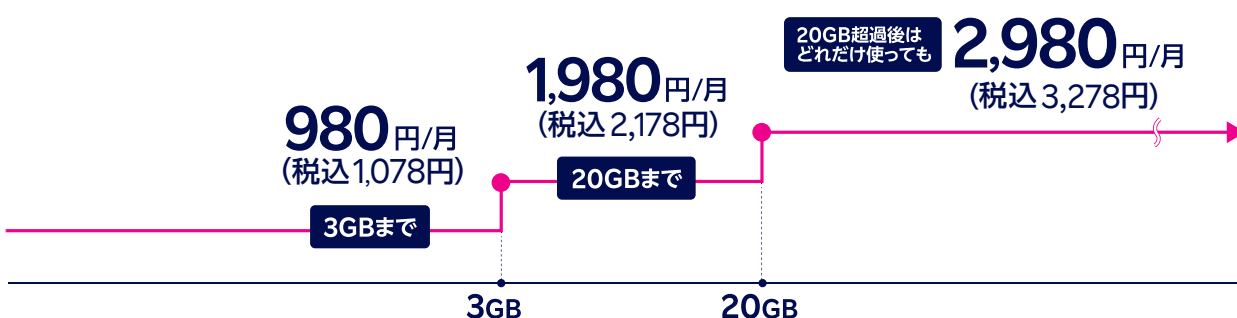 980円/月
(税込1,078円)
3GBまで
1,980円/月
(税込2,178円)
20GBまで
20GB超過後は
どれだけ使っても
2,980円/月
(税込3,278円)
3GB
20GB